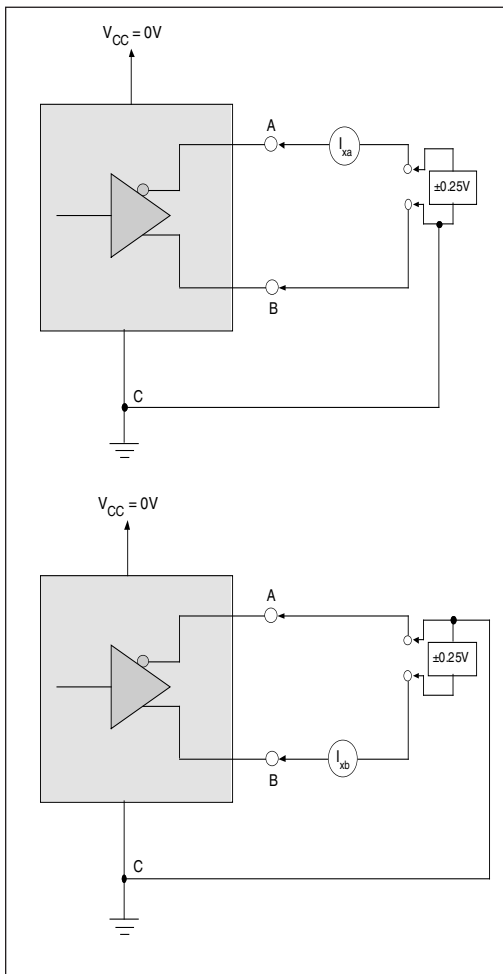 V_CC = 0V
A
I_xa
±0.25V
B
C
V_CC = 0V
A
±0.25V
I_xb
B
C